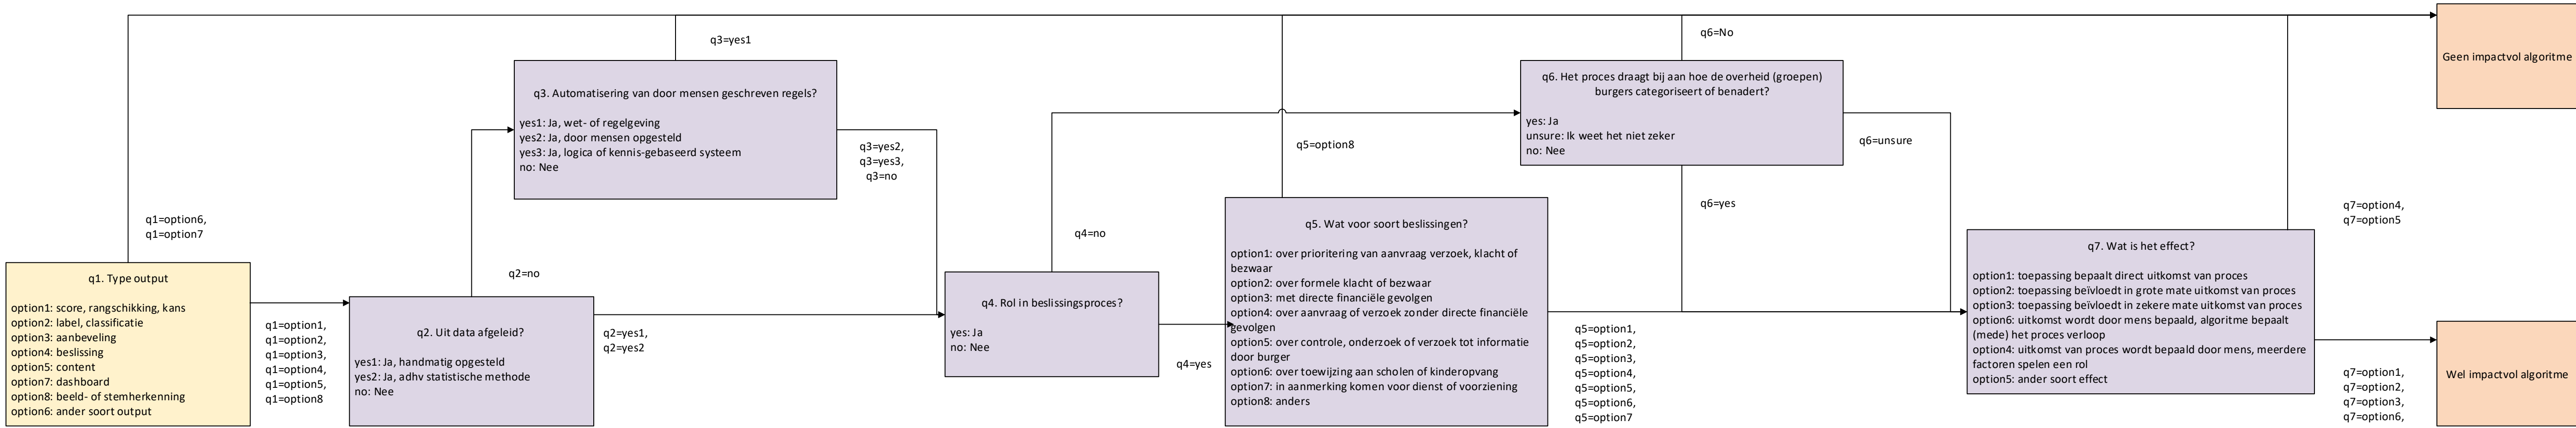 q1=option6,
q1=option7
q1. Type output
option1: score, rangschikking, kans
option2: label, classificatie
option3: aanbeveling
option4: beslissing
option5: content
option7: dashboard
option8: beeld- of stemherkenning
option6: ander soort output
q1=option1,
q1=option2,
q1=option3,
q1=option4,
q1=option5,
q1=option8
q2. Uit data afgeleid?
yes1: Ja, handmatig opgesteld
yes2: Ja, adhv statistische methode
no: Nee
q2=no
q2=yes1,
q2=yes2
q3=yes1
q3. Automatisering van door mensen geschreven regels?
yes1: Ja, wet- of regelgeving
yes2: Ja, door mensen opgesteld
yes3: Ja, logica of kennis-gebaseerd systeem
no: Nee
q3=yes2,
q3=yes3,
q3=no
q4. Rol in beslissingsproces?
yes: Ja
no: Nee
q4=no
q4=yes
q5=option8
q5. Wat voor soort beslissingen?
option1: over prioritering van aanvraag verzoek, klacht of
bezwaar
option2: over formele klacht of bezwaar
option3: met directe financiële gevolgen
option4: over aanvraag of verzoek zonder directe financiële
gevolgen
option5: over controle, onderzoek of verzoek tot informatie
door burger
option6: over toewijzing aan scholen of kinderopvang
option7: in aanmerking komen voor dienst of voorziening
option8: anders
q5=option1,
q5=option2,
q5=option3,
q5=option4,
q5=option5,
q5=option6,
q5=option7
q6=No
q6. Het proces draagt bij aan hoe de overheid (groepen)
burgers categoriseert of benadert?
yes: Ja
unsure: Ik weet het niet zeker
no: Nee
q6=unsure
q6=yes
q7. Wat is het effect?
option1: toepassing bepaalt direct uitkomst van proces
option2: toepassing beïvloedt in grote mate uitkomst van proces
option3: toepassing beïvloedt in zekere mate uitkomst van proces
option6: uitkomst wordt door mens bepaald, algoritme bepaalt
(mede) het proces verloop
option4: uitkomst van proces wordt bepaald door mens, meerdere
factoren spelen een rol
option5: ander soort effect
q7=option4,
q7=option5
q7=option1,
q7=option2,
q7=option3,
q7=option6,
Geen impactvol algoritme
Wel impactvol algoritme